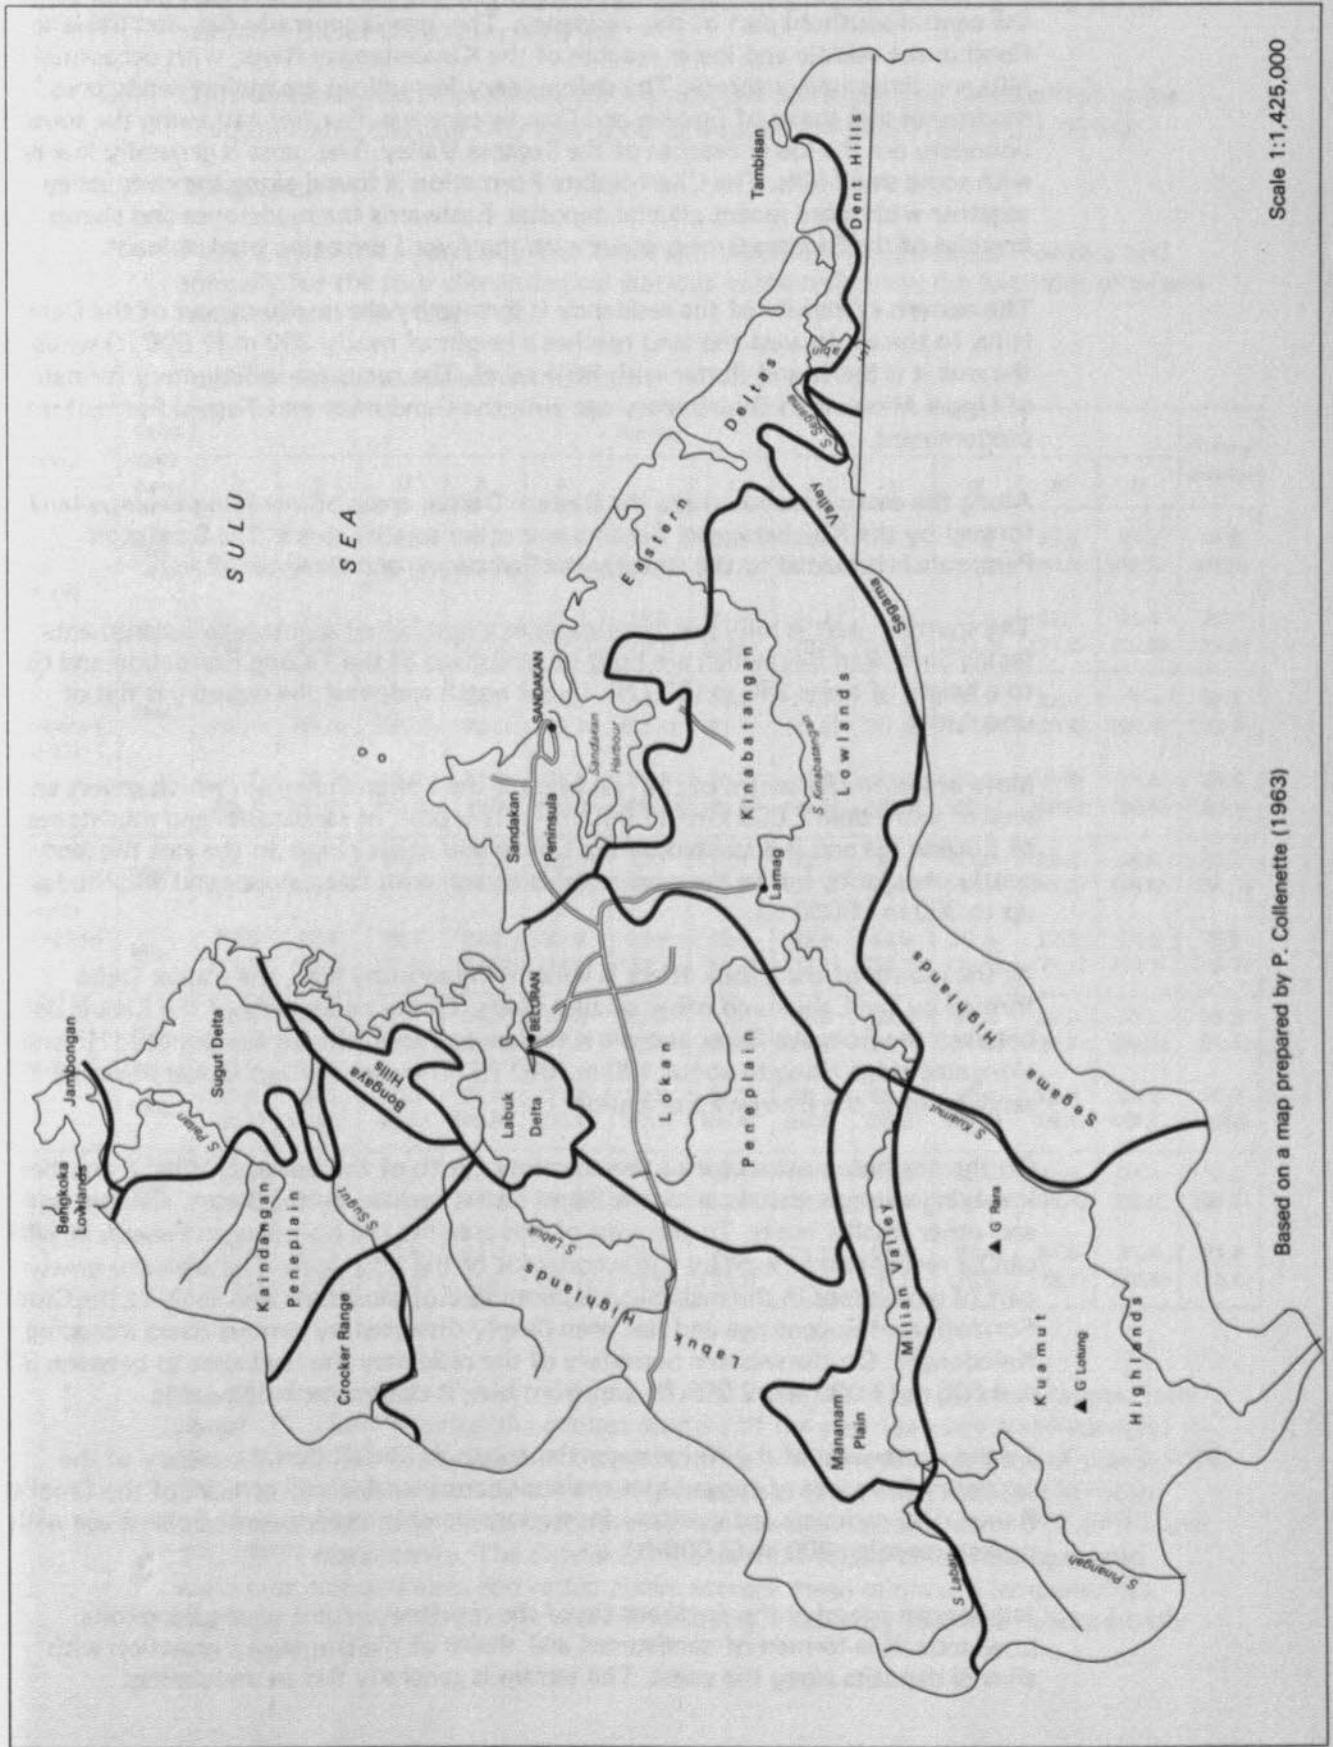 SULU
SEA
Bengkoka
Lowlands
Jambongan
S Paitan
Sugut Delta
Kaindangan
Peneplain
S Sugut
Bongaya
Hills
Crocker Range
Labuk
Delta
BELURAN
Sandakan
Peninsula
SANDAKAN
Sandakan
Harbour
Eastern
Deltas
Tambisan
Dent Hills
S Segama
S Labuk
Labuk
Highlands
Lokan
Peneplain
Lamag
Kinabatangan
S Kinabatangan
Lowlands
Segama
Valley
Mananam
Plain
Milian Valley
S Kuamut
Segama
Highlands
S Labau
S Pinangah
Kuamut
Highlands
G Lotung
G Rara
Based on a map prepared by P. Collenette (1963)
Scale 1:1,425,000